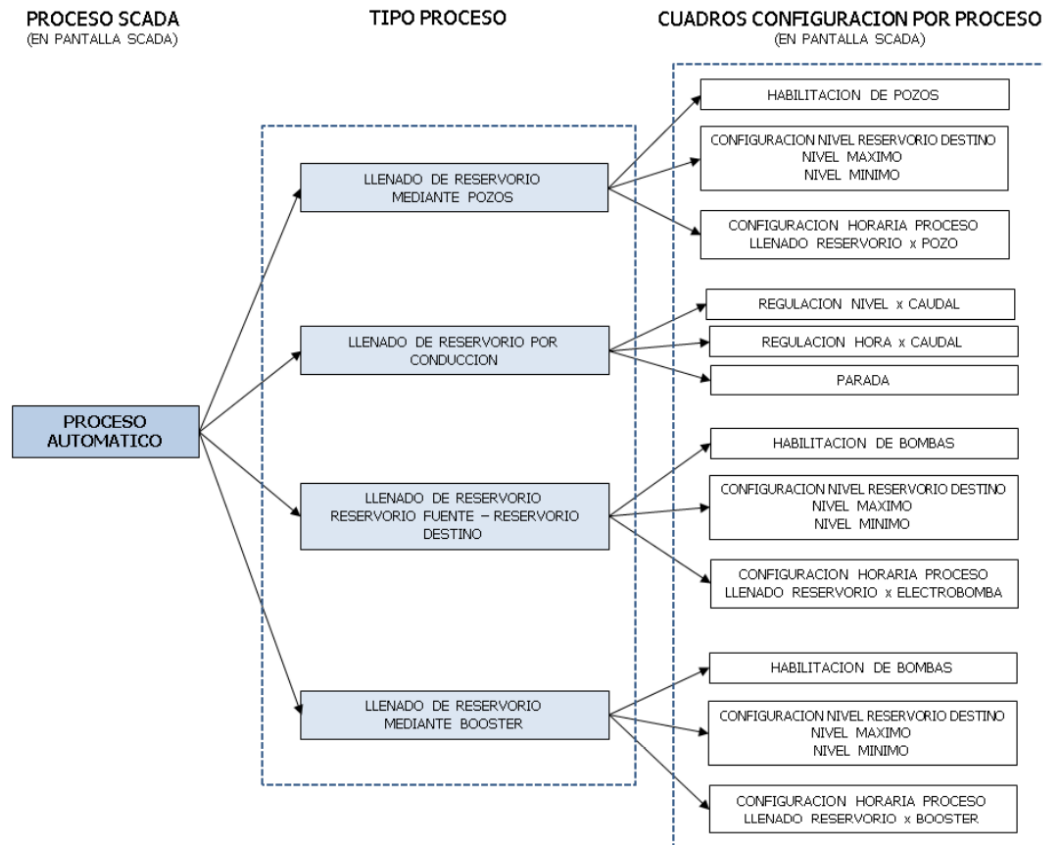 PROCESO SCADA
(EN PANTALLA SCADA)
TIPO PROCESO
CUADROS CONFIGURACION POR PROCESO
(EN PANTALLA SCADA)
PROCESO
AUTOMATICO
LLENADO DE RESERVORIO
MEDIANTE POZOS
HABILITACION DE POZOS
CONFIGURACION NIVEL RESERVORIO DESTINO
NIVEL MAXIMO
NIVEL MINIMO
CONFIGURACION HORARIA PROCESO
LLENADO RESERVORIO x POZO
LLENADO DE RESERVORIO POR
CONDUCCION
REGULACION NIVEL x CAUDAL
REGULACION HORA x CAUDAL
PARADA
LLENADO DE RESERVORIO
RESERVORIO FUENTE – RESERVORIO
DESTINO
HABILITACION DE BOMBAS
CONFIGURACION NIVEL RESERVORIO DESTINO
NIVEL MAXIMO
NIVEL MINIMO
CONFIGURACION HORARIA PROCESO
LLENADO RESERVORIO x ELECTROBOMBA
LLENADO DE RESERVORIO
MEDIANTE BOOSTER
HABILITACION DE BOMBAS
CONFIGURACION NIVEL RESERVORIO DESTINO
NIVEL MAXIMO
NIVEL MINIMO
CONFIGURACION HORARIA PROCESO
LLENADO RESERVORIO x BOOSTER